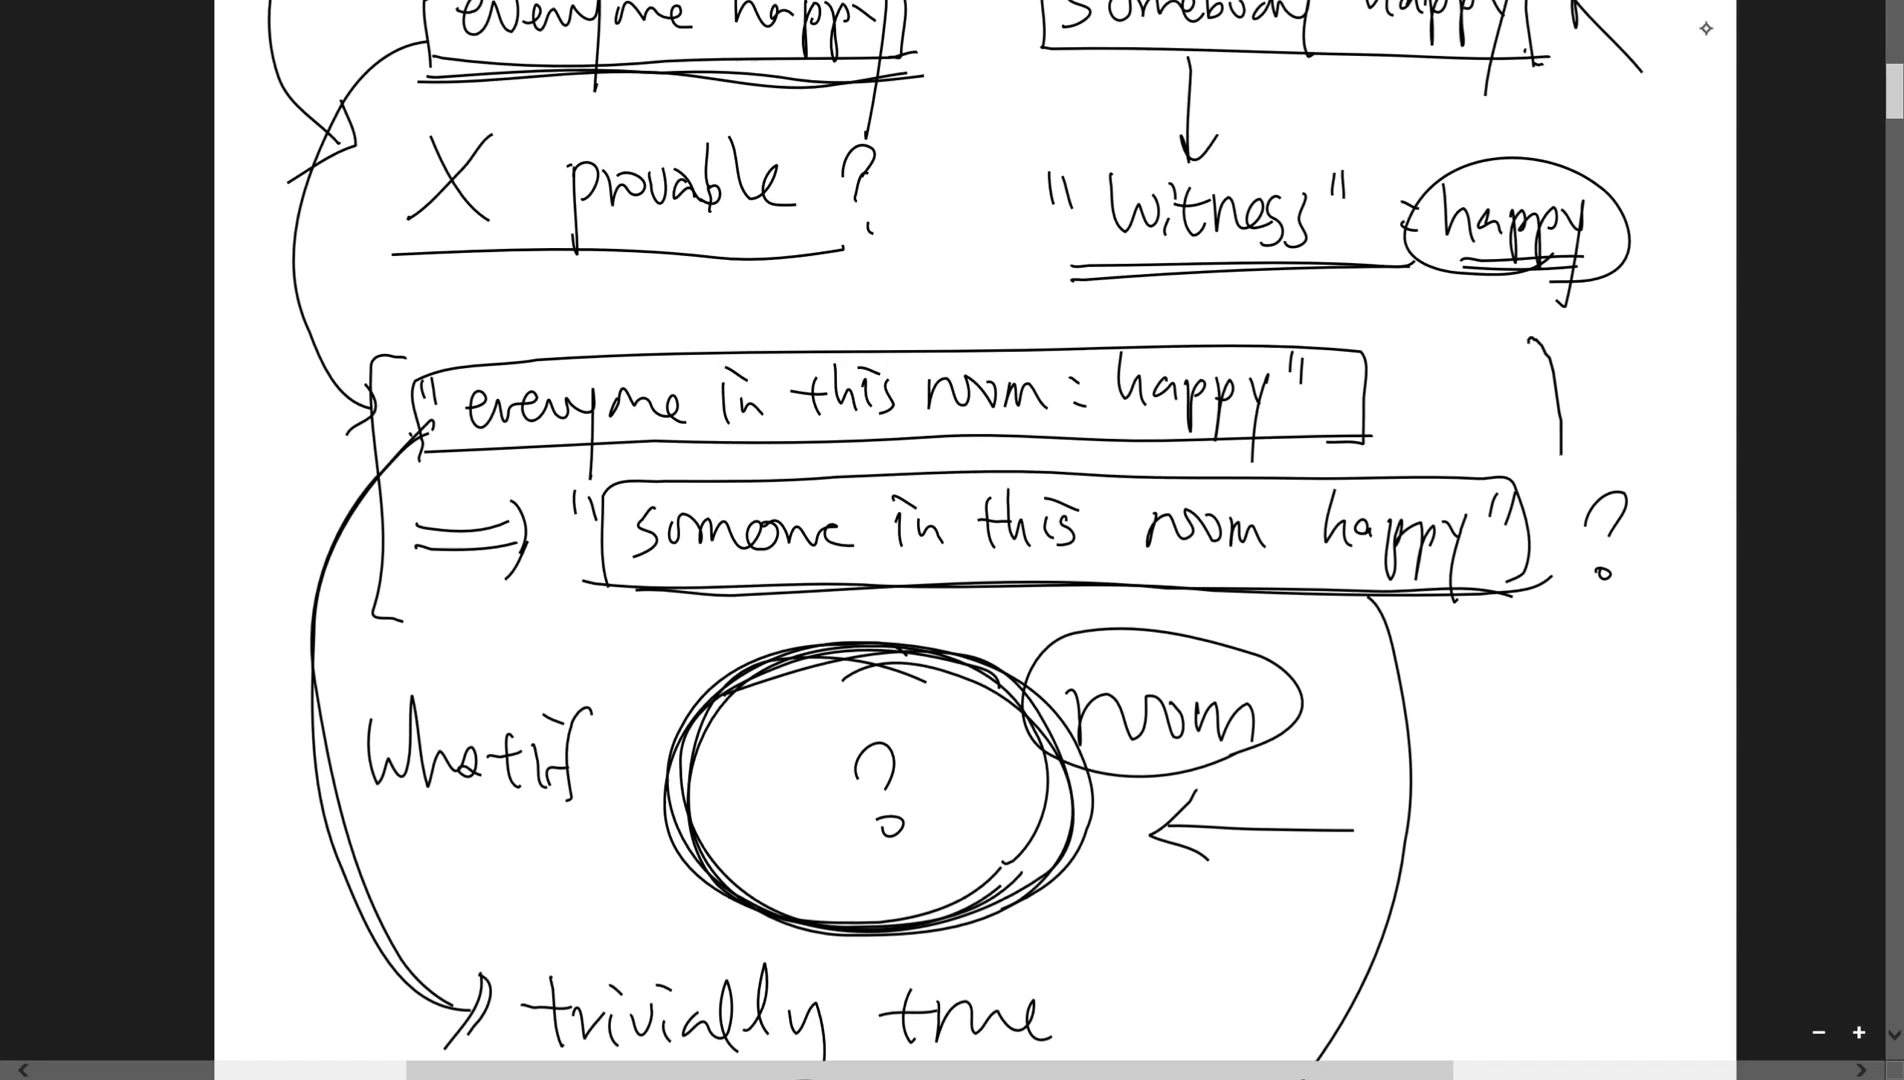 everyone happy
somebody happy
X provable ?
"Witness" : happy
"everyone in this room : happy"
=> "someone in this room happy" ?
What if ? room
trivially true